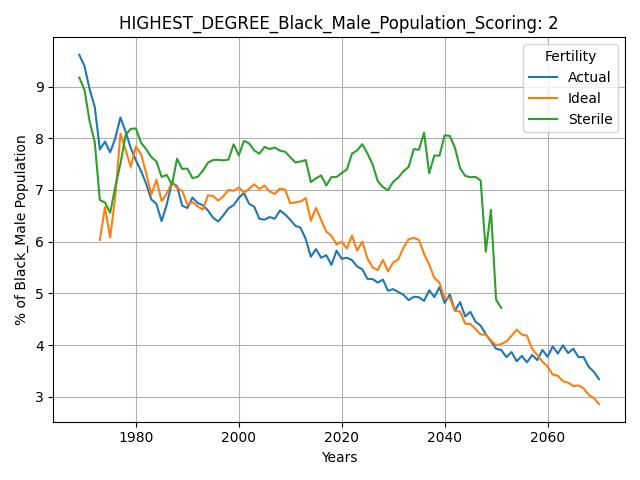 HIGHEST_DEGREE_Black_Male_Population_Scoring: 2
Fertility
Actual
Ideal
Sterile
% of Black_Male Population
9
8
7
6
5
4
3
1980
2000
2020
2040
2060
Years